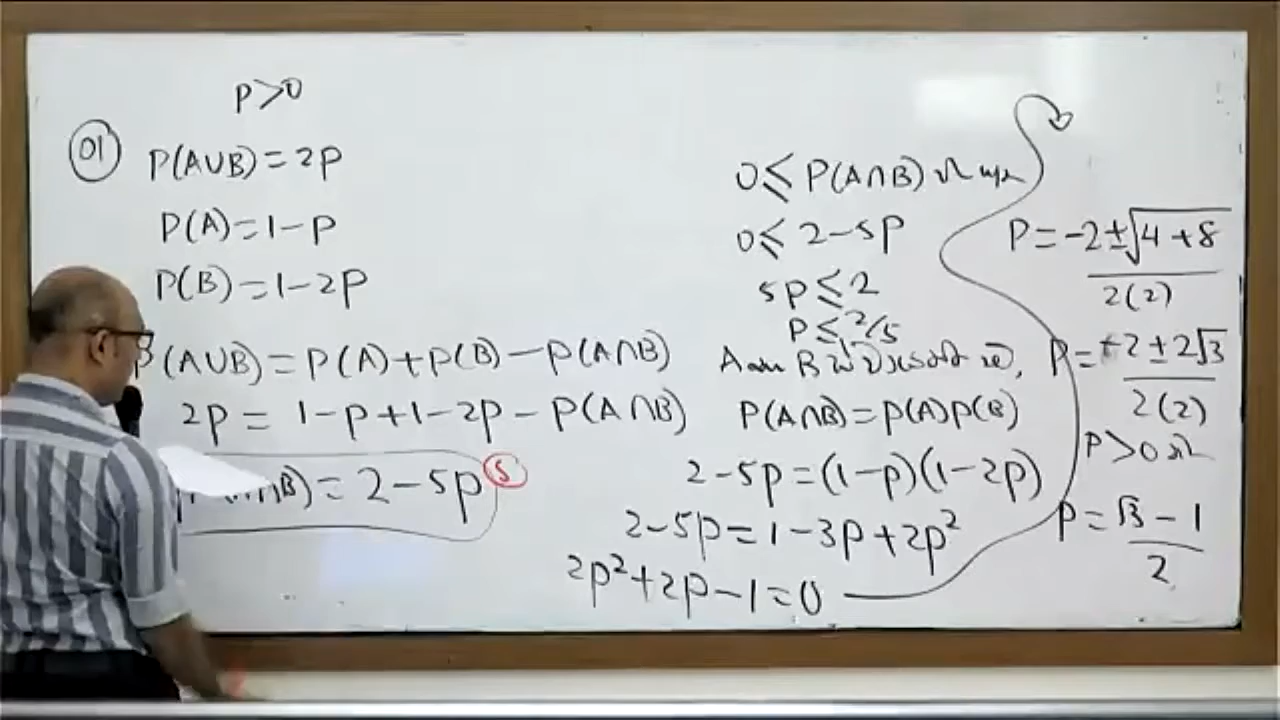 P>0
01
P(A∪B)=2P
P(A)=1-P
P(B)=1-2P
P(A∪B)=P(A)+P(B)-P(A∩B)
2P = 1-P+1-2P-P(A∩B)
P(A∩B)=2-5P
5
0≤P(A∩B)
0≤2-5P
5P≤2
P≤2/5
P(A∩B)=P(A)P(B)
2-5P=(1-P)(1-2P)
2-5P=1-3P+2P²
2P²+2P-1=0
P=-2±√4+8
2(2)
P=-2±2√3
2(2)
P>0
P=√3-1
2